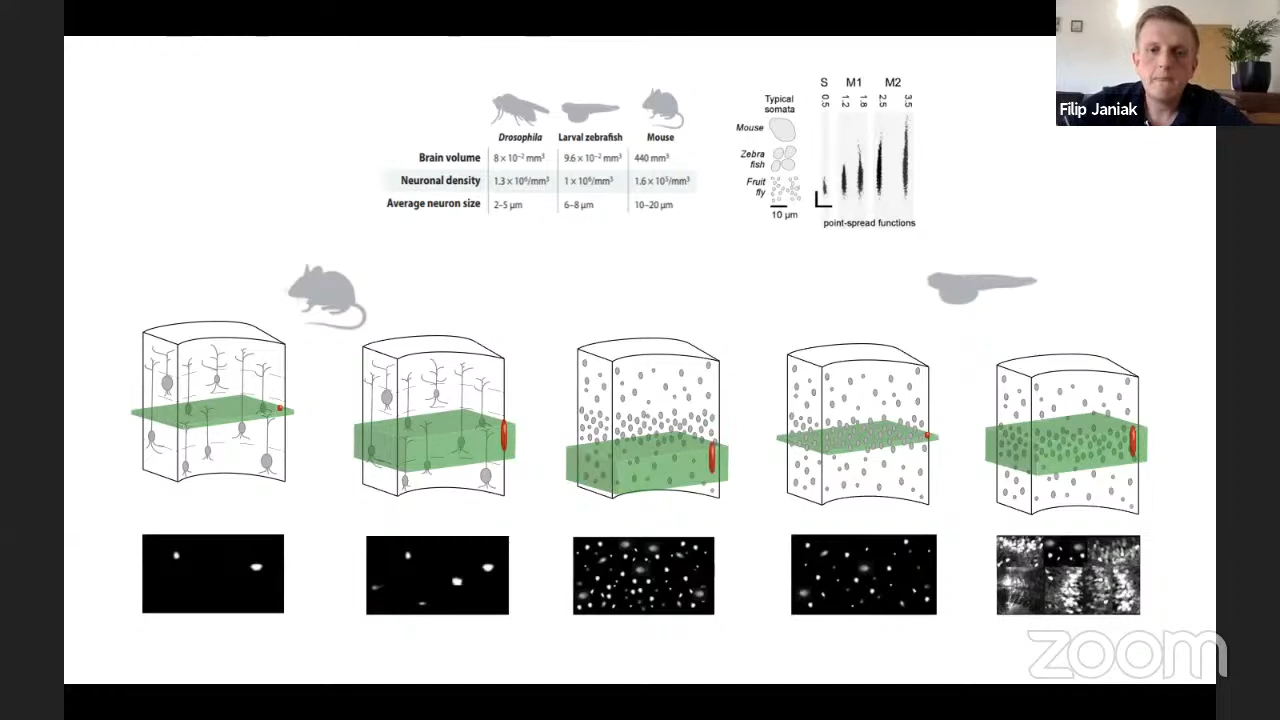 Filip Janiak
Drosophila Larval zebrafish Mouse
Brain volume 8 × 10⁻² mm³ 9.6 × 10⁻² mm³ 440 mm³
Neuronal density 1.3 × 10⁶/mm³ 1 × 10⁶/mm³ 1.6 × 10⁵/mm³
Average neuron size 2–5 μm 6–8 μm 10–20 μm
S M1 M2
0.5 1.2 1.8 2.5 3.5
Typical
somata
Mouse
Zebra
fish
Fruit
fly
10 μm
point-spread functions
zoom